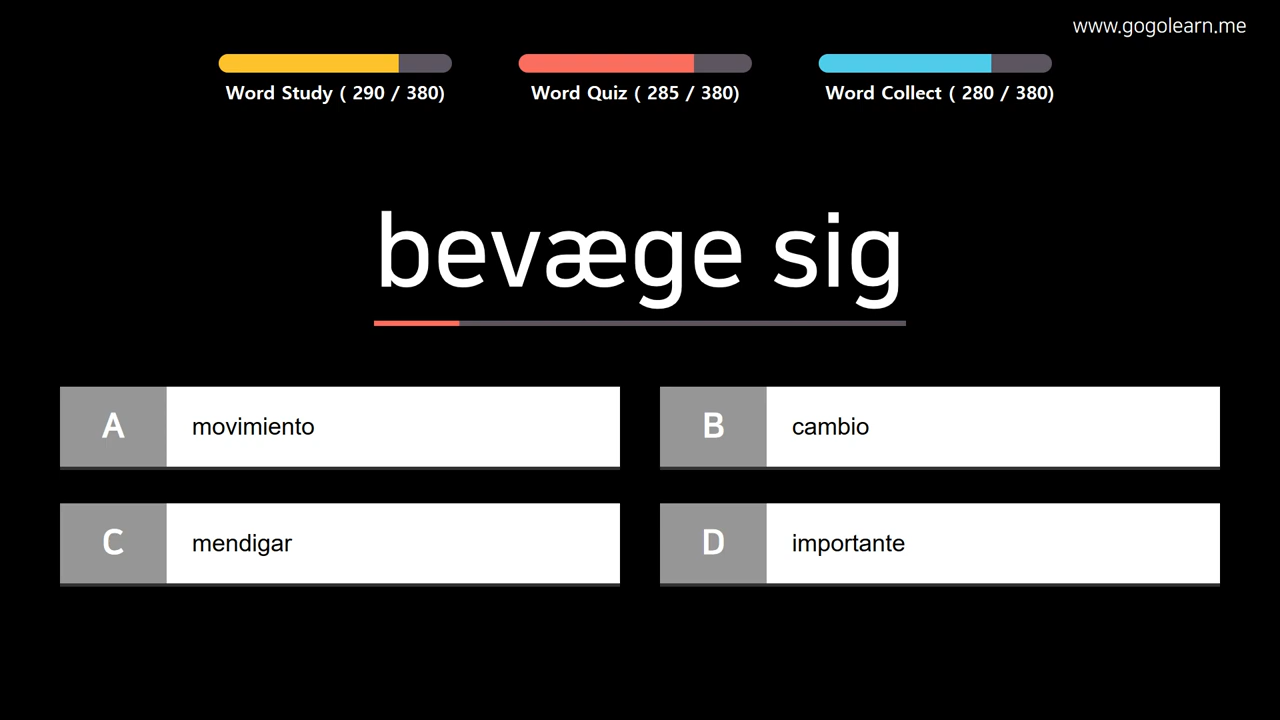 www.gogolearn.me
Word Study ( 290 / 380)
Word Quiz ( 285 / 380)
Word Collect ( 280 / 380)
bevæge sig
A movimiento
B cambio
C mendigar
D importante